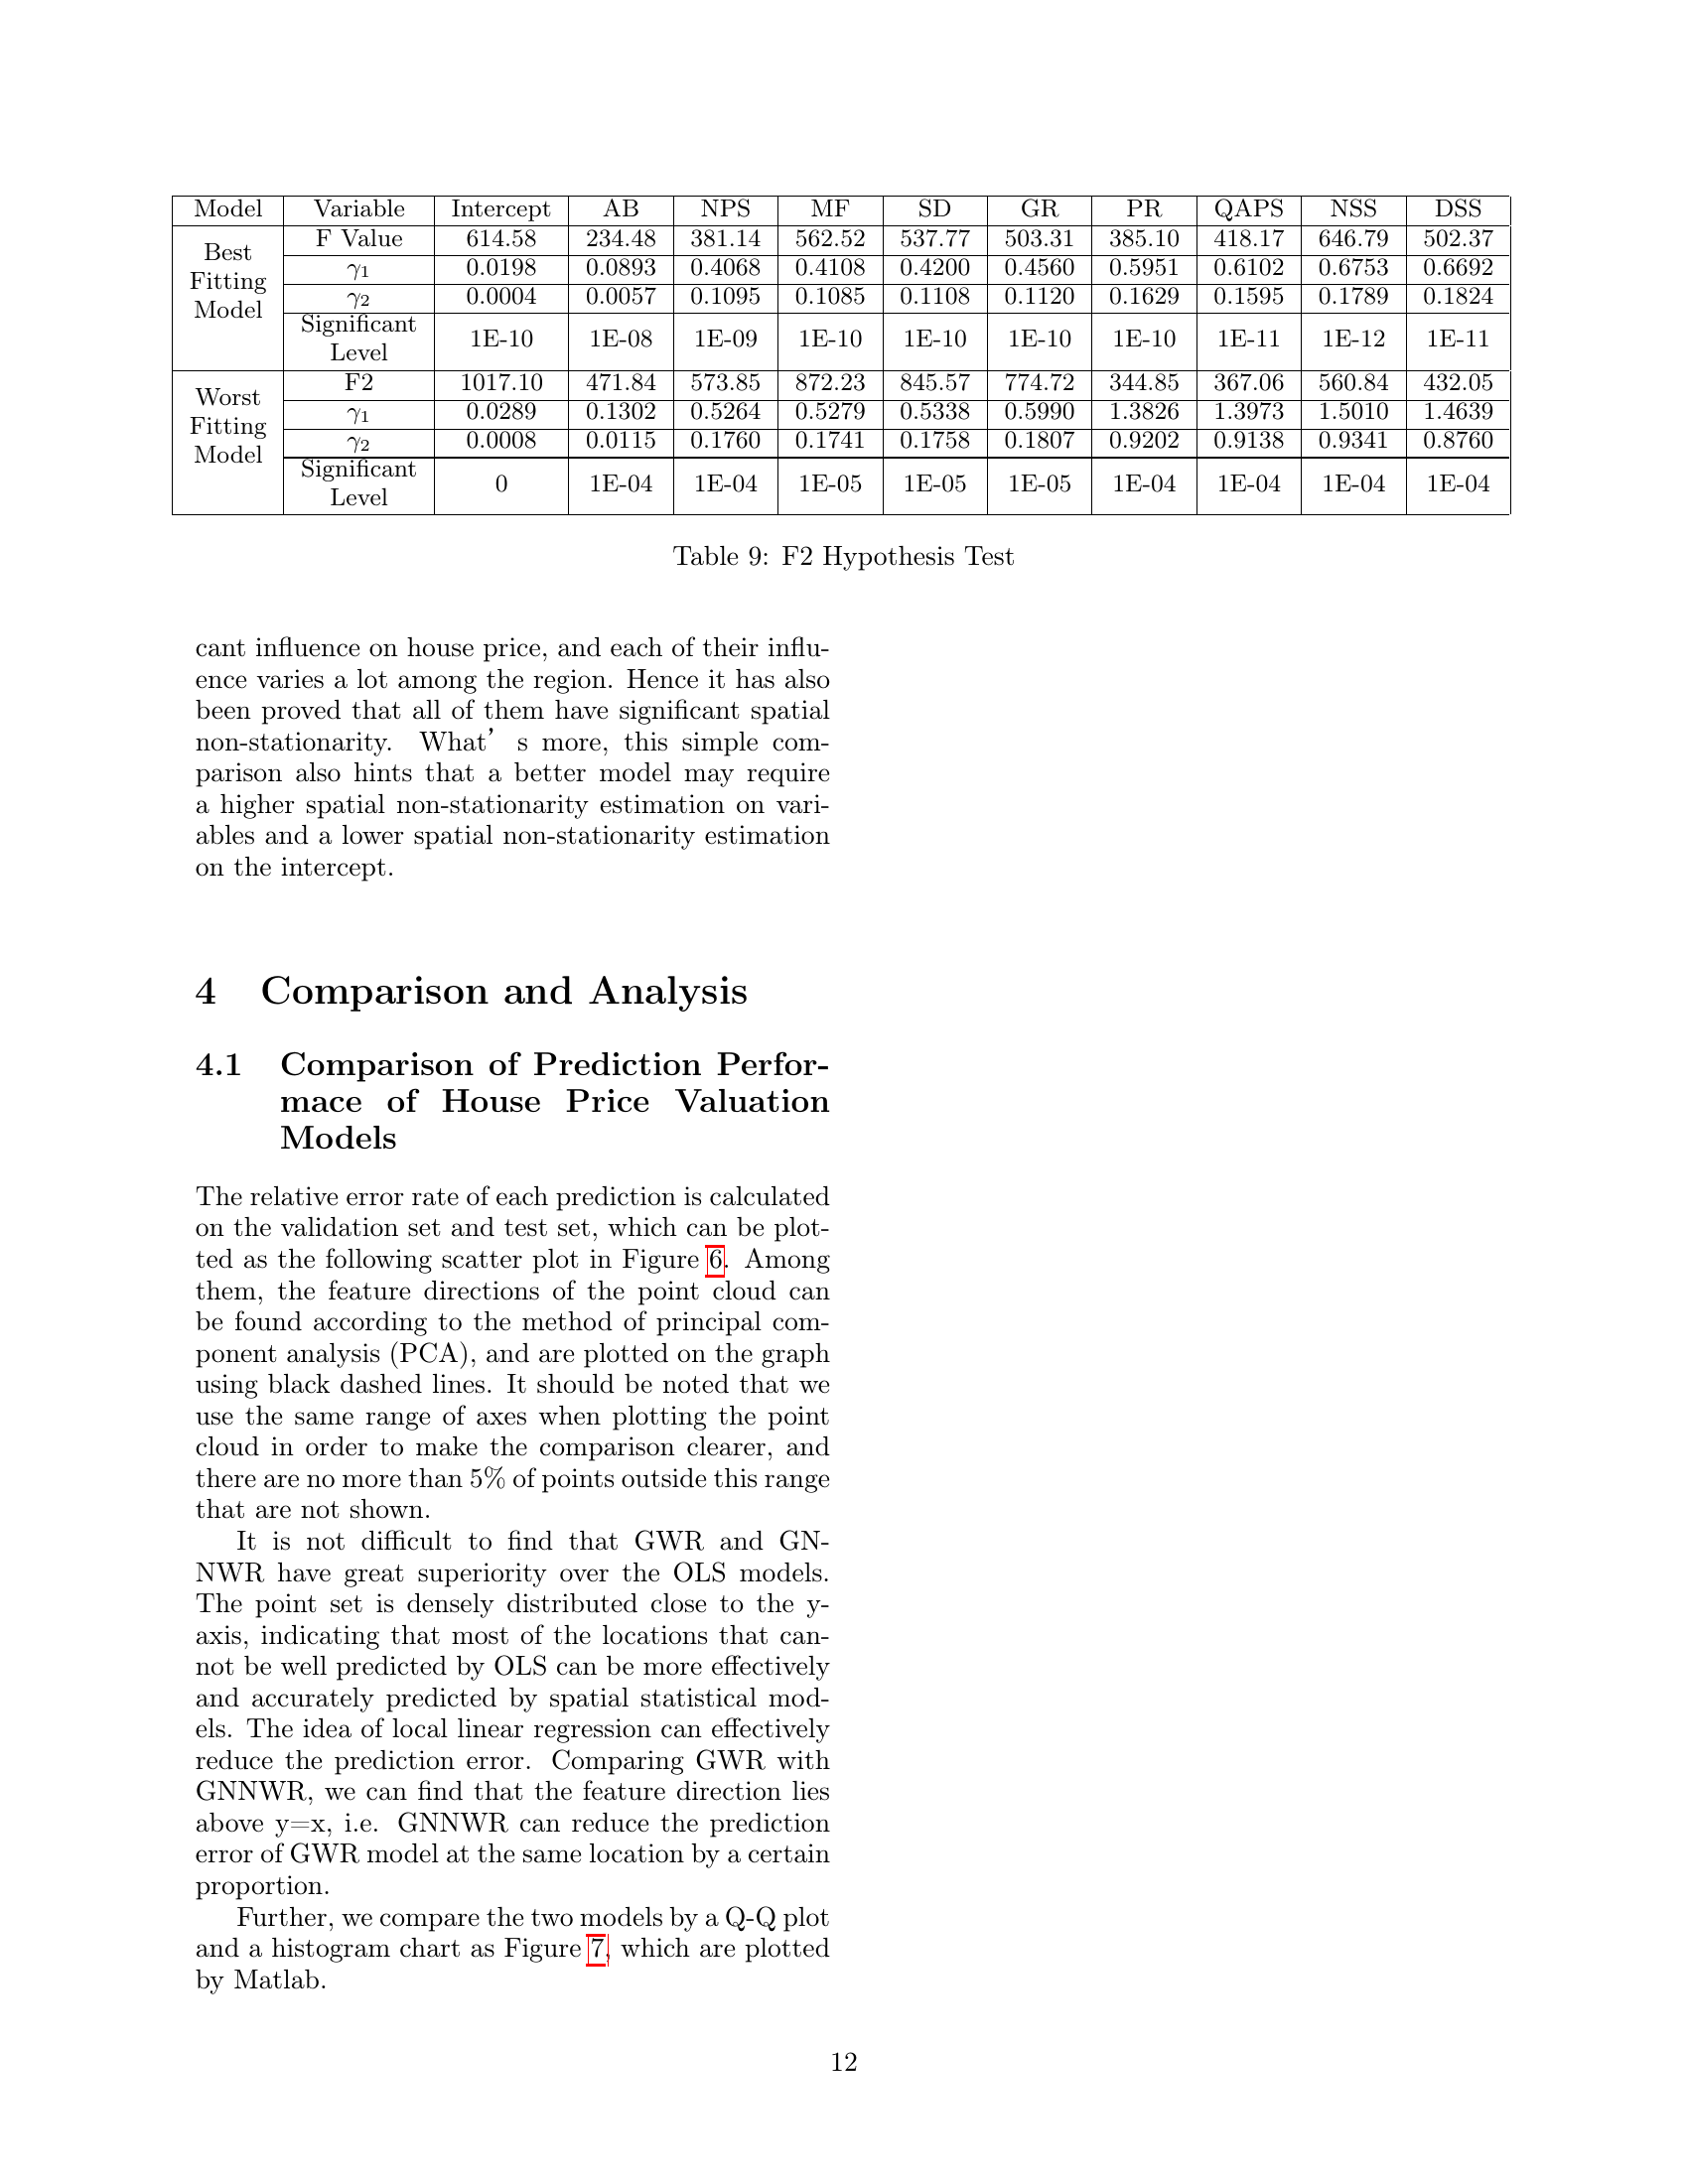 Model Variable Intercept AB NPS MF SD GR PR QAPS NSS DSS
Best Fitting Model F Value 614.58 234.48 381.14 562.52 537.77 503.31 385.10 418.17 646.79 502.37
γ1 0.0198 0.0893 0.4068 0.4108 0.4200 0.4560 0.5951 0.6102 0.6753 0.6692
γ2 0.0004 0.0057 0.1095 0.1085 0.1108 0.1120 0.1629 0.1595 0.1789 0.1824
Significant Level 1E-10 1E-08 1E-09 1E-10 1E-10 1E-10 1E-10 1E-11 1E-12 1E-11
Worst Fitting Model F2 1017.10 471.84 573.85 872.23 845.57 774.72 344.85 367.06 560.84 432.05
γ1 0.0289 0.1302 0.5264 0.5279 0.5338 0.5990 1.3826 1.3973 1.5010 1.4639
γ2 0.0008 0.0115 0.1760 0.1741 0.1758 0.1807 0.9202 0.9138 0.9341 0.8760
Significant Level 0 1E-04 1E-04 1E-05 1E-05 1E-05 1E-04 1E-04 1E-04 1E-04
Table 9: F2 Hypothesis Test
cant influence on house price, and each of their influ-
ence varies a lot among the region. Hence it has also
been proved that all of them have significant spatial
non-stationarity. What’ s more, this simple com-
parison also hints that a better model may require
a higher spatial non-stationarity estimation on vari-
ables and a lower spatial non-stationarity estimation
on the intercept.
4 Comparison and Analysis
4.1 Comparison of Prediction Perfor-
mace of House Price Valuation
Models
The relative error rate of each prediction is calculated
on the validation set and test set, which can be plot-
ted as the following scatter plot in Figure 6. Among
them, the feature directions of the point cloud can
be found according to the method of principal com-
ponent analysis (PCA), and are plotted on the graph
using black dashed lines. It should be noted that we
use the same range of axes when plotting the point
cloud in order to make the comparison clearer, and
there are no more than 5% of points outside this range
that are not shown.
It is not difficult to find that GWR and GN-
NWR have great superiority over the OLS models.
The point set is densely distributed close to the y-
axis, indicating that most of the locations that can-
not be well predicted by OLS can be more effectively
and accurately predicted by spatial statistical mod-
els. The idea of local linear regression can effectively
reduce the prediction error. Comparing GWR with
GNNWR, we can find that the feature direction lies
above y=x, i.e. GNNWR can reduce the prediction
error of GWR model at the same location by a certain
proportion.
Further, we compare the two models by a Q-Q plot
and a histogram chart as Figure 7, which are plotted
by Matlab.
12